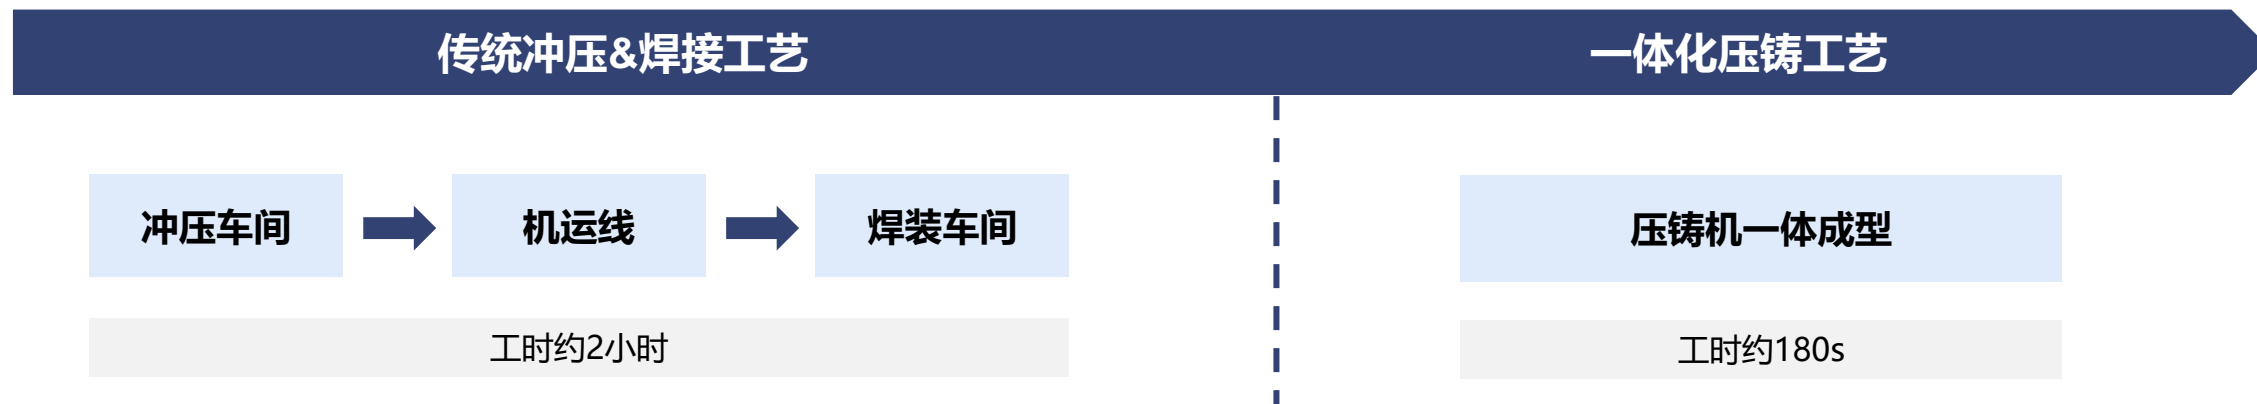 传统冲压&焊接工艺
一体化压铸工艺
冲压车间
机运线
焊装车间
压铸机一体成型
工时约2小时
工时约180s